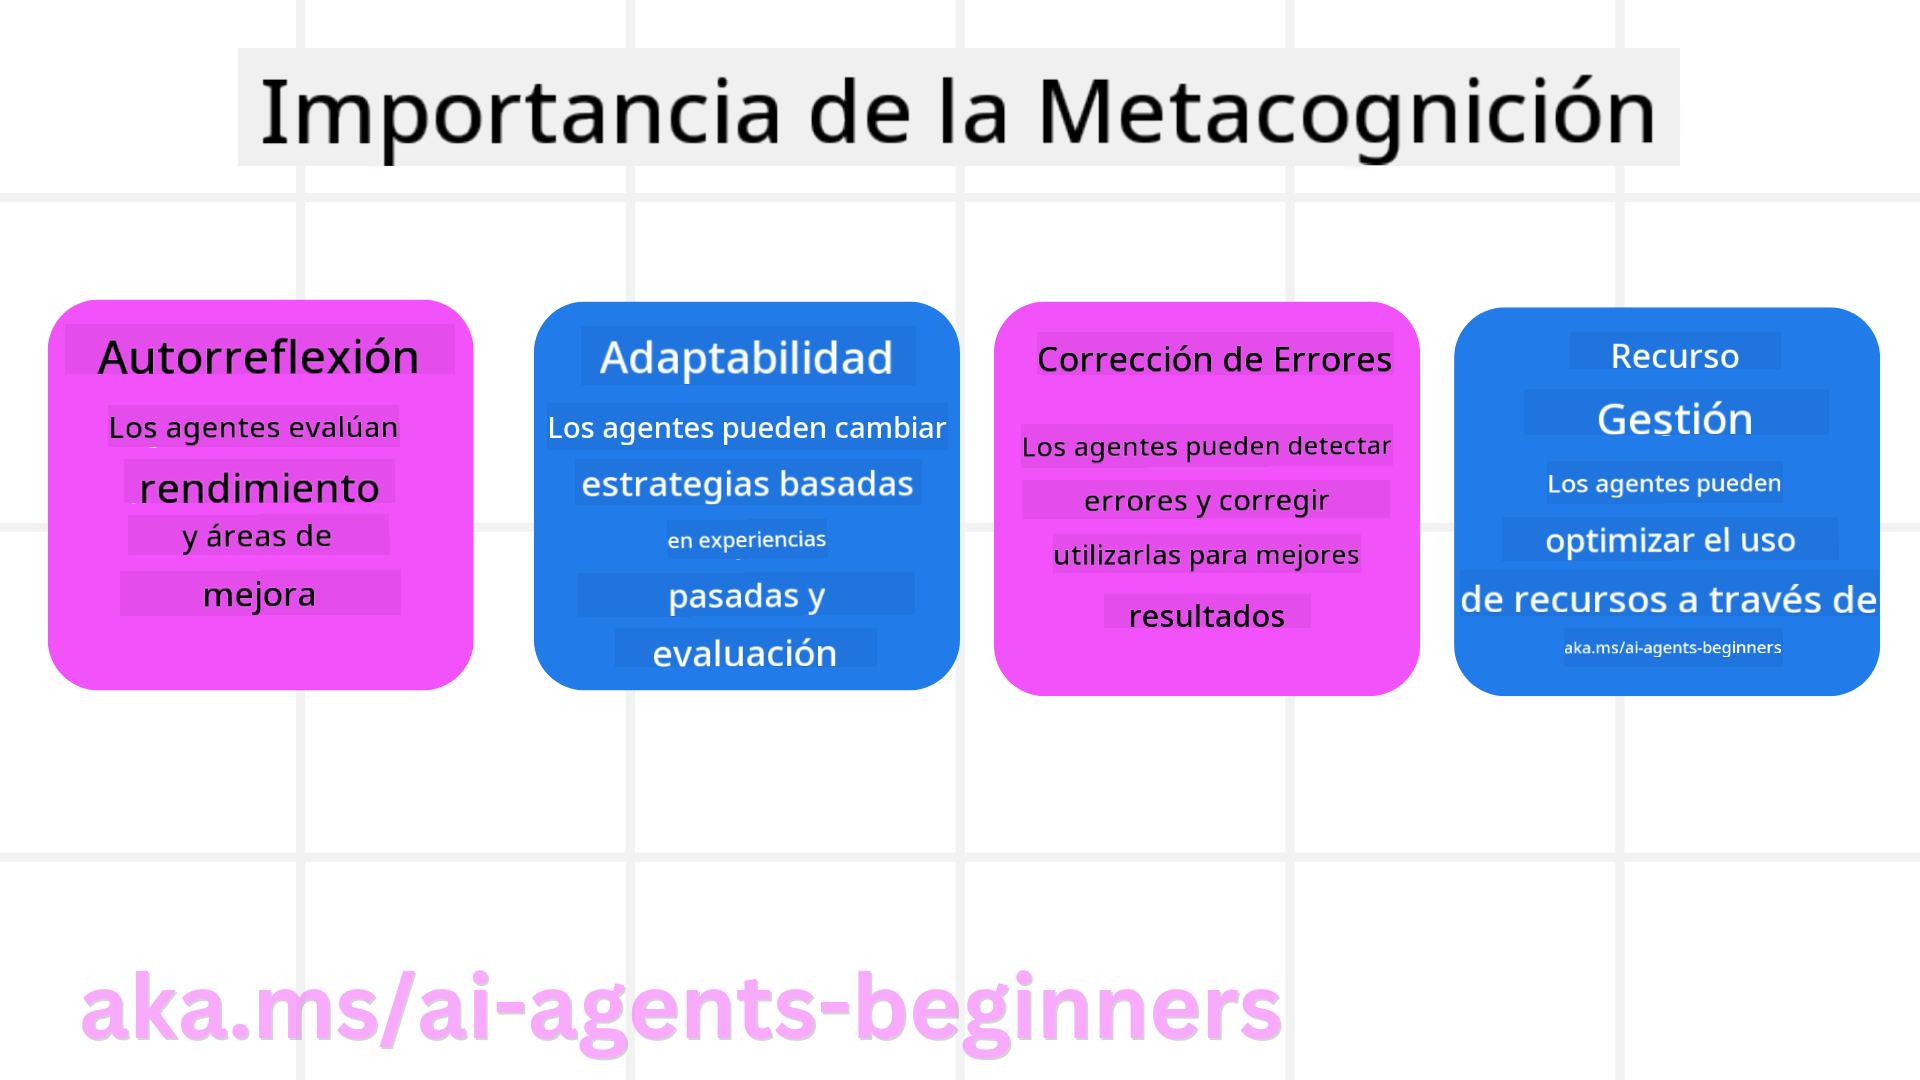 Importancia de la Metacognición
Autorreflexión
Los agentes evalúan
rendimiento
y áreas de
mejora
Adaptabilidad
Los agentes pueden cambiar
estrategias basadas
en experiencias
pasadas y
evaluación
Corrección de Errores
Los agentes pueden detectar
errores y corregir
utilizarlas para mejores
resultados
Recurso
Gestión
Los agentes pueden
optimizar el uso
de recursos a través de
aka.ms/ai-agents-beginners
aka.ms/ai-agents-beginners